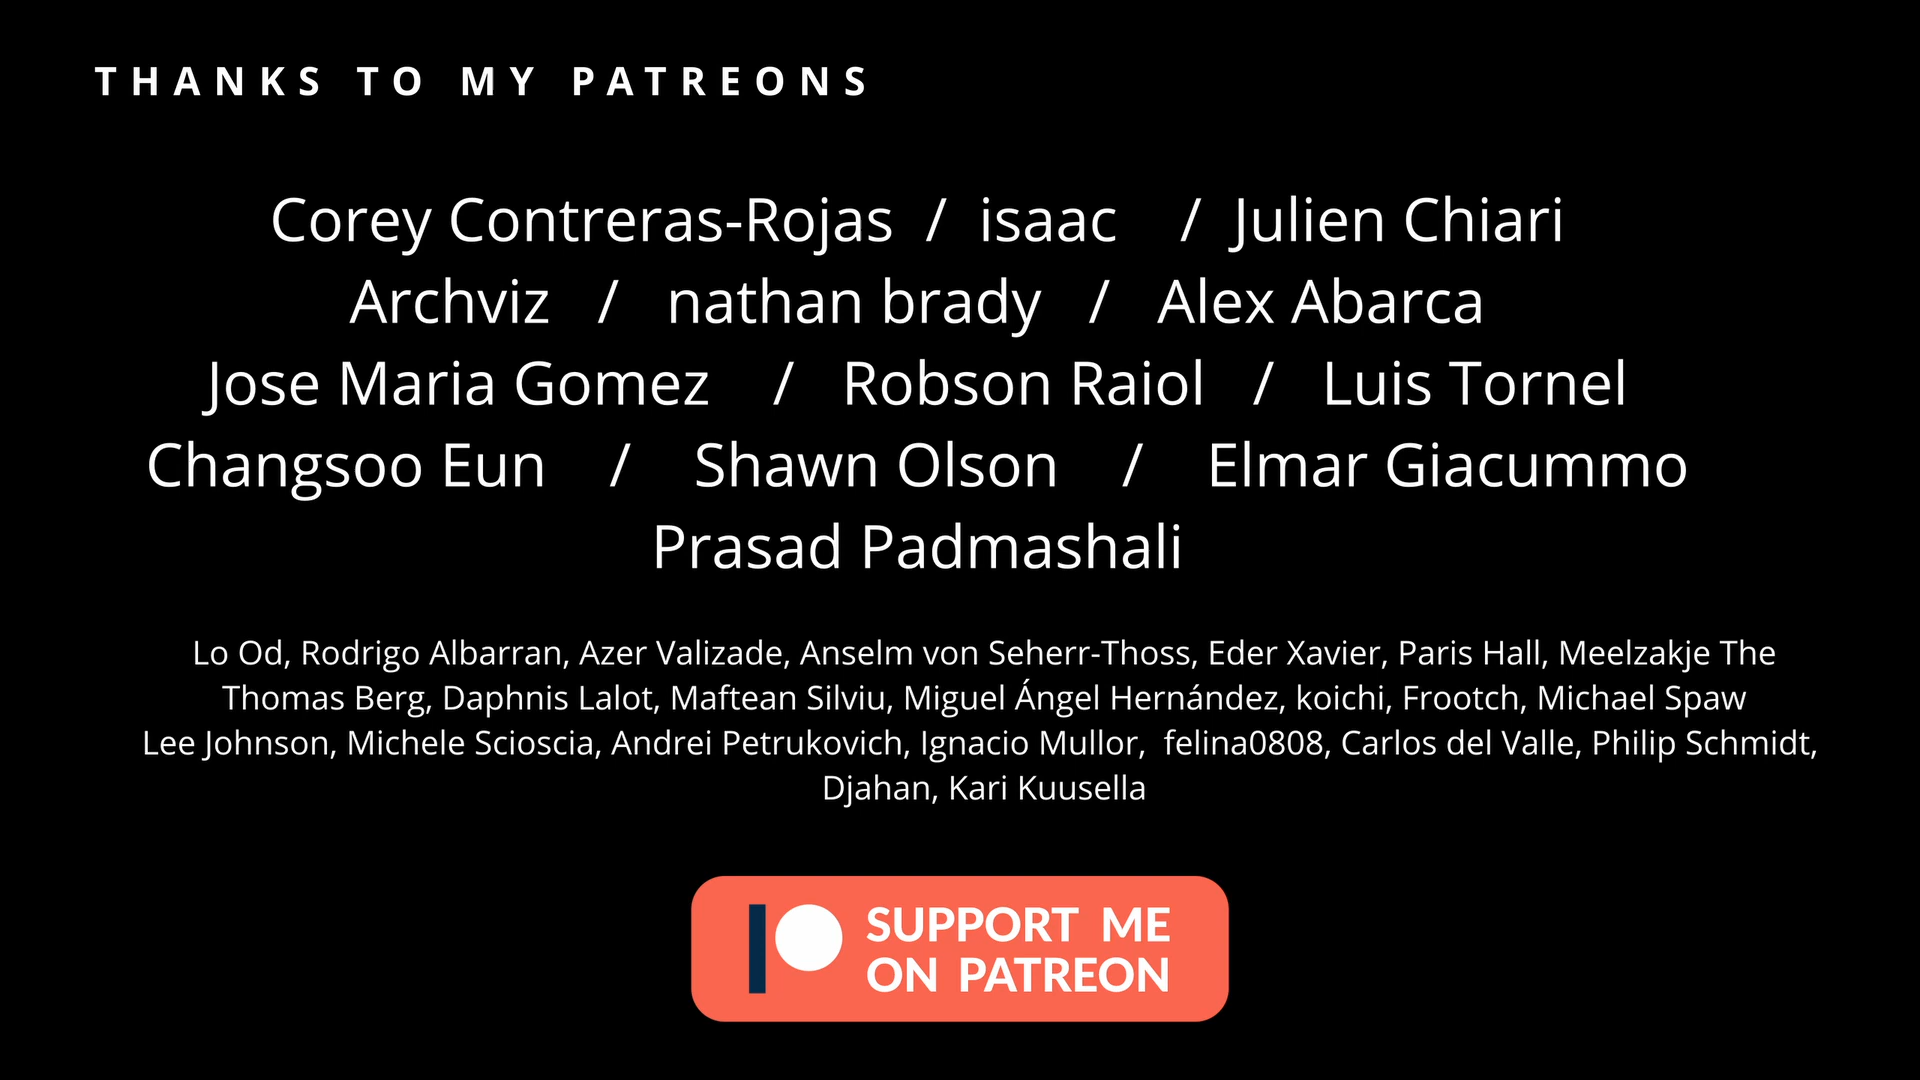 THANKS TO MY PATREONS
Corey Contreras-Rojas / isaac / Julien Chiari
Archviz / nathan brady / Alex Abarca
Jose Maria Gomez / Robson Raiol / Luis Tornel
Changsoo Eun / Shawn Olson / Elmar Giacummo
Prasad Padmashali
Lo Od, Rodrigo Albarran, Azer Valizade, Anselm von Seherr-Thoss, Eder Xavier, Paris Hall, Meelzakje The
Thomas Berg, Daphnis Lalot, Maftean Silviu, Miguel Ángel Hernández, koichi, Frootch, Michael Spaw
Lee Johnson, Michele Scioscia, Andrei Petrukovich, Ignacio Mullor, felina0808, Carlos del Valle, Philip Schmidt,
Djahan, Kari Kuusella
SUPPORT ME
ON PATREON